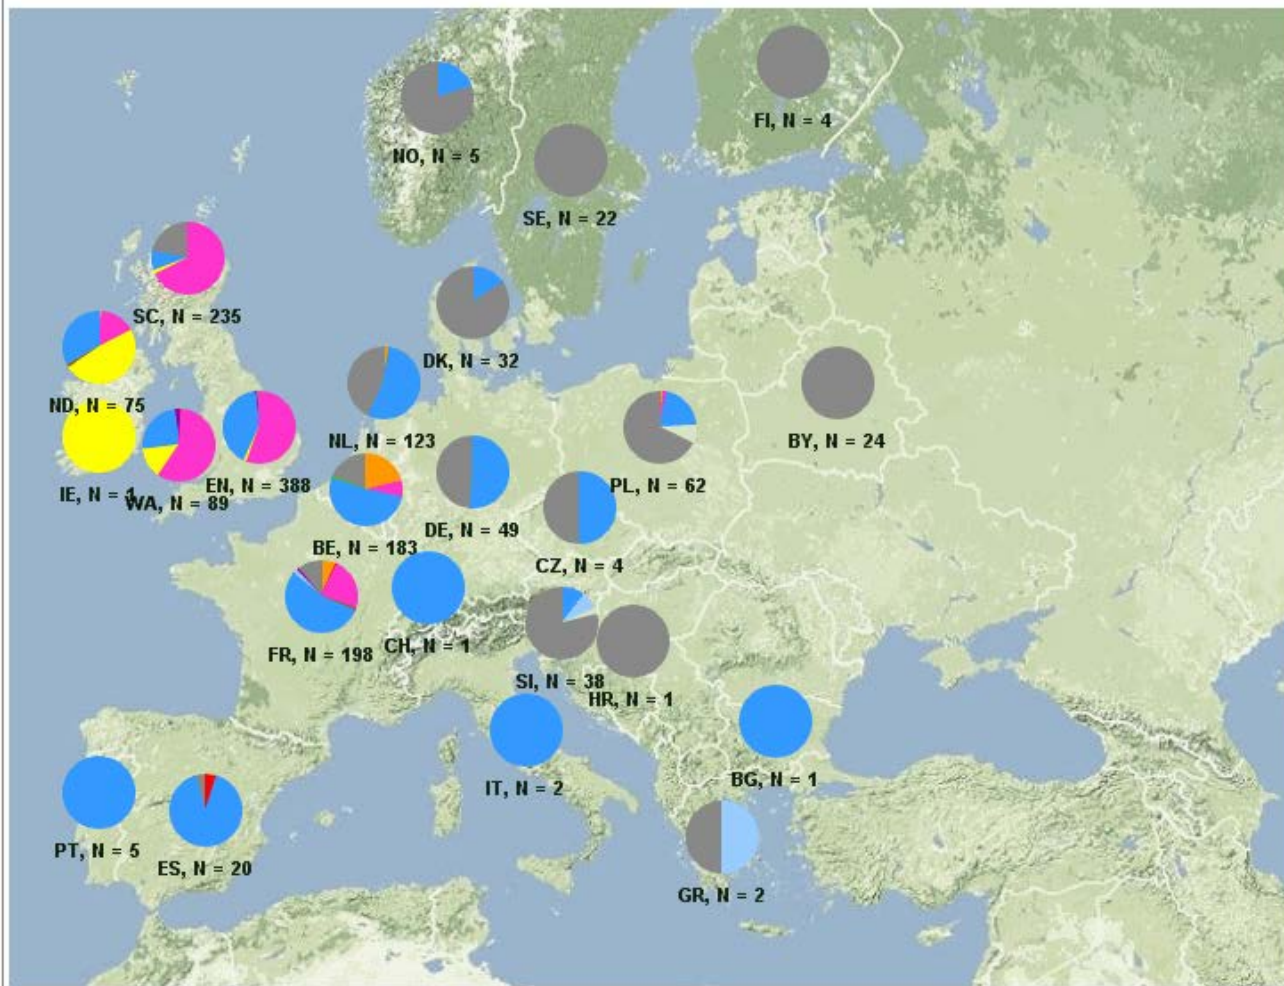 FI, N = 4
NO, N = 5
SE, N = 22
SC, N = 235
DK, N = 32
ND, N = 75
NL, N = 123
BY, N = 24
IE, N = 1
WA, N = 89
EN, N = 388
PL, N = 62
DE, N = 49
BE, N = 183
CZ, N = 4
FR, N = 198
CH, N = 1
SI, N = 38
HR, N = 1
IT, N = 2
BG, N = 1
PT, N = 5
ES, N = 20
GR, N = 2